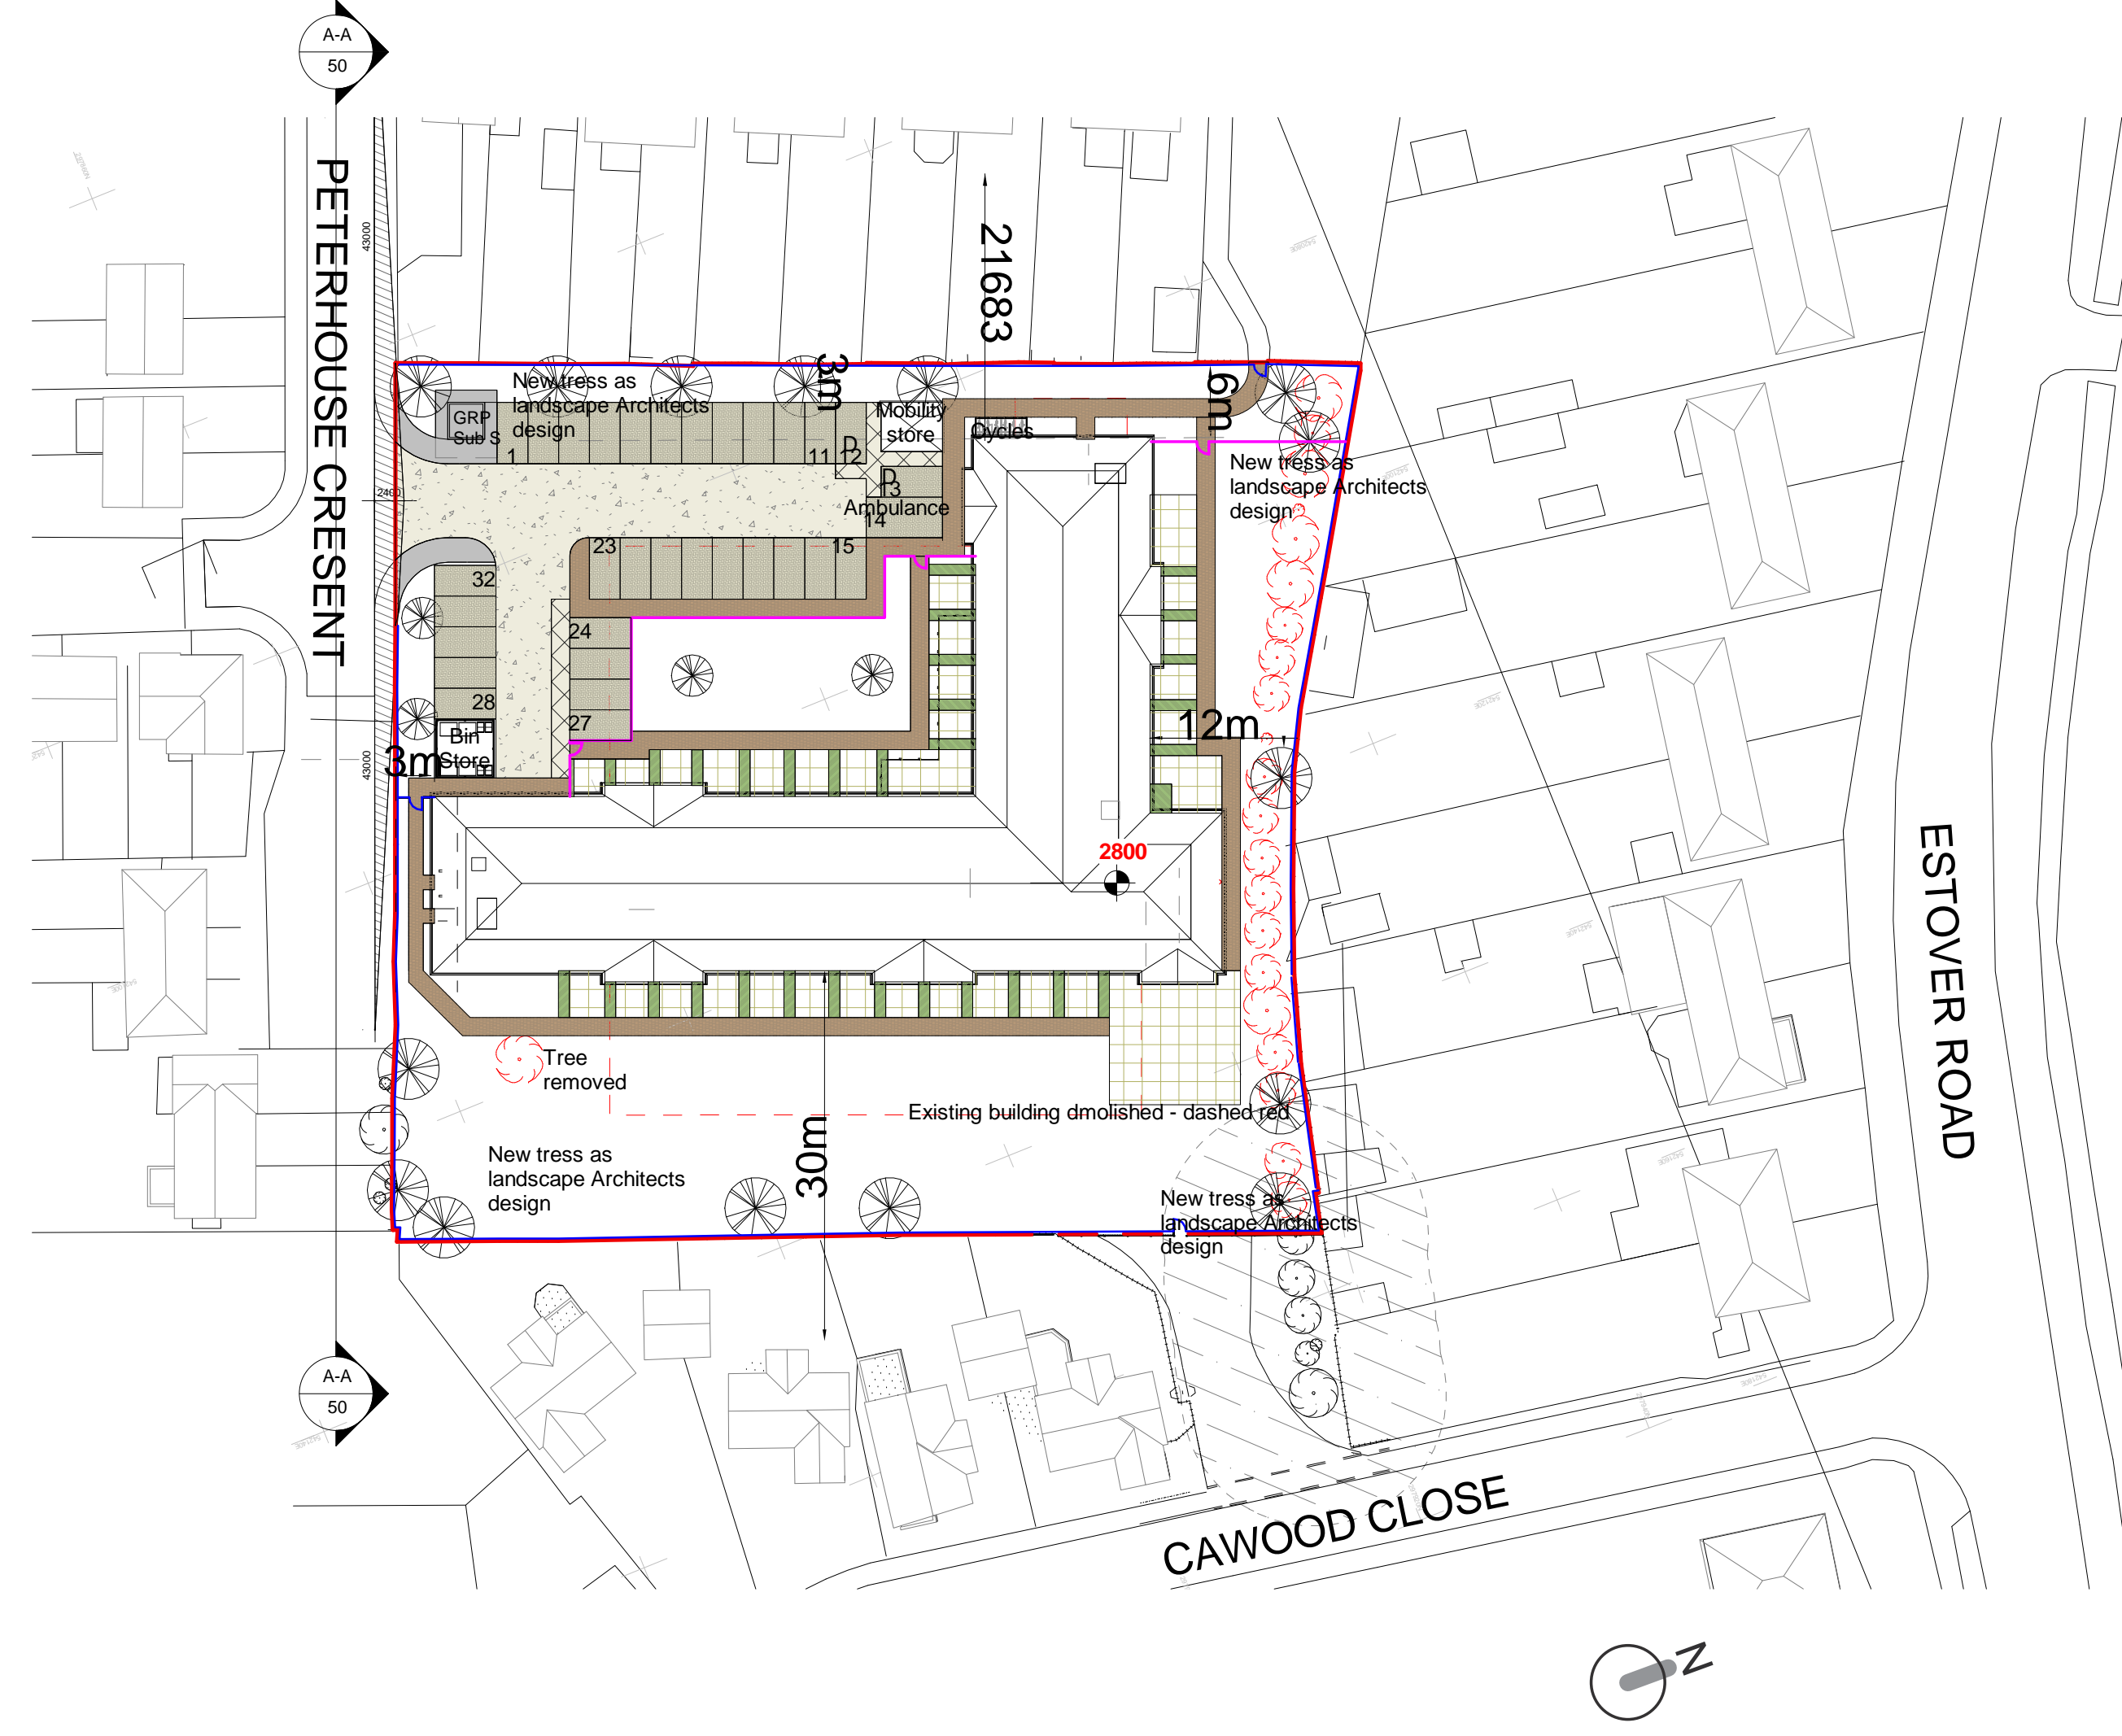 A-A
50
PETERHOUSE CRESENT
43000
21683
3m
6m
New tress as
landscape Architects
design
GRP
Sub S
Mobility
store
Cycles
1
11
12
D
D
13
Ambulance
14
2400
23
15
New tress as
landscape Architects
design
32
24
28
27
Bin
Store
3m
43000
12m
2800
ESTOVER ROAD
Tree
removed
Existing building dmolished - dashed red
30m
New tress as
landscape Architects
design
New tress as
landscape Architects
design
A-A
50
CAWOOD CLOSE
N